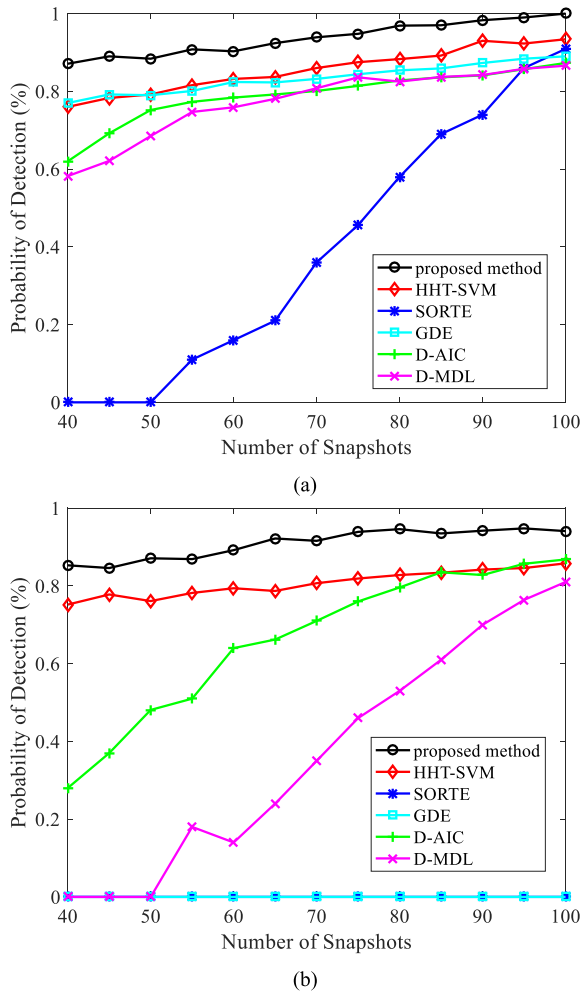 1
0.8
0.6
0.4
0.2
0
Probability of Detection (%)
proposed method
HHT-SVM
SORTE
GDE
D-AIC
D-MDL
40 50 60 70 80 90 100
Number of Snapshots
(a)
1
0.8
0.6
0.4
0.2
0
Probability of Detection (%)
proposed method
HHT-SVM
SORTE
GDE
D-AIC
D-MDL
40 50 60 70 80 90 100
Number of Snapshots
(b)